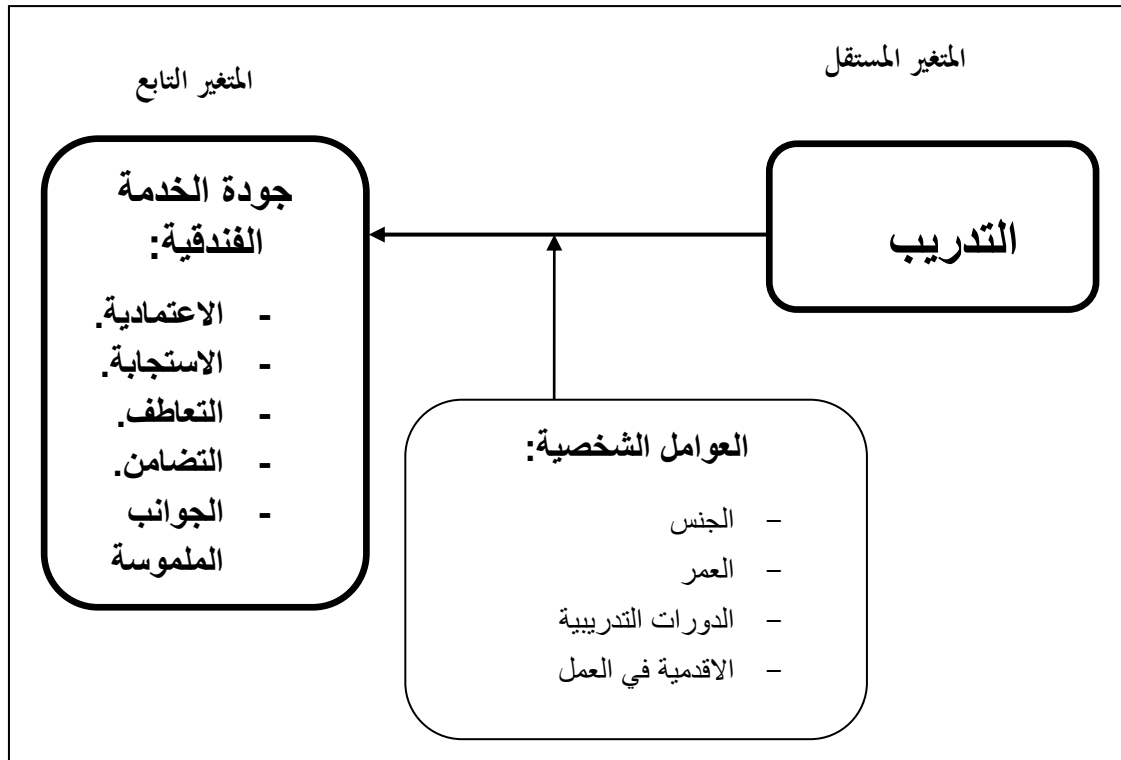 المتغير المستقل
المتغير التابع
التدريب
جودة الخدمة
الفندقية:
- الاعتمادية.
- الاستجابة.
- التعاطف.
- التضامن.
- الجوانب
الملموسة
العوامل الشخصية:
- الجنس
- العمر
- الدورات التدريبية
- الاقدمية في العمل